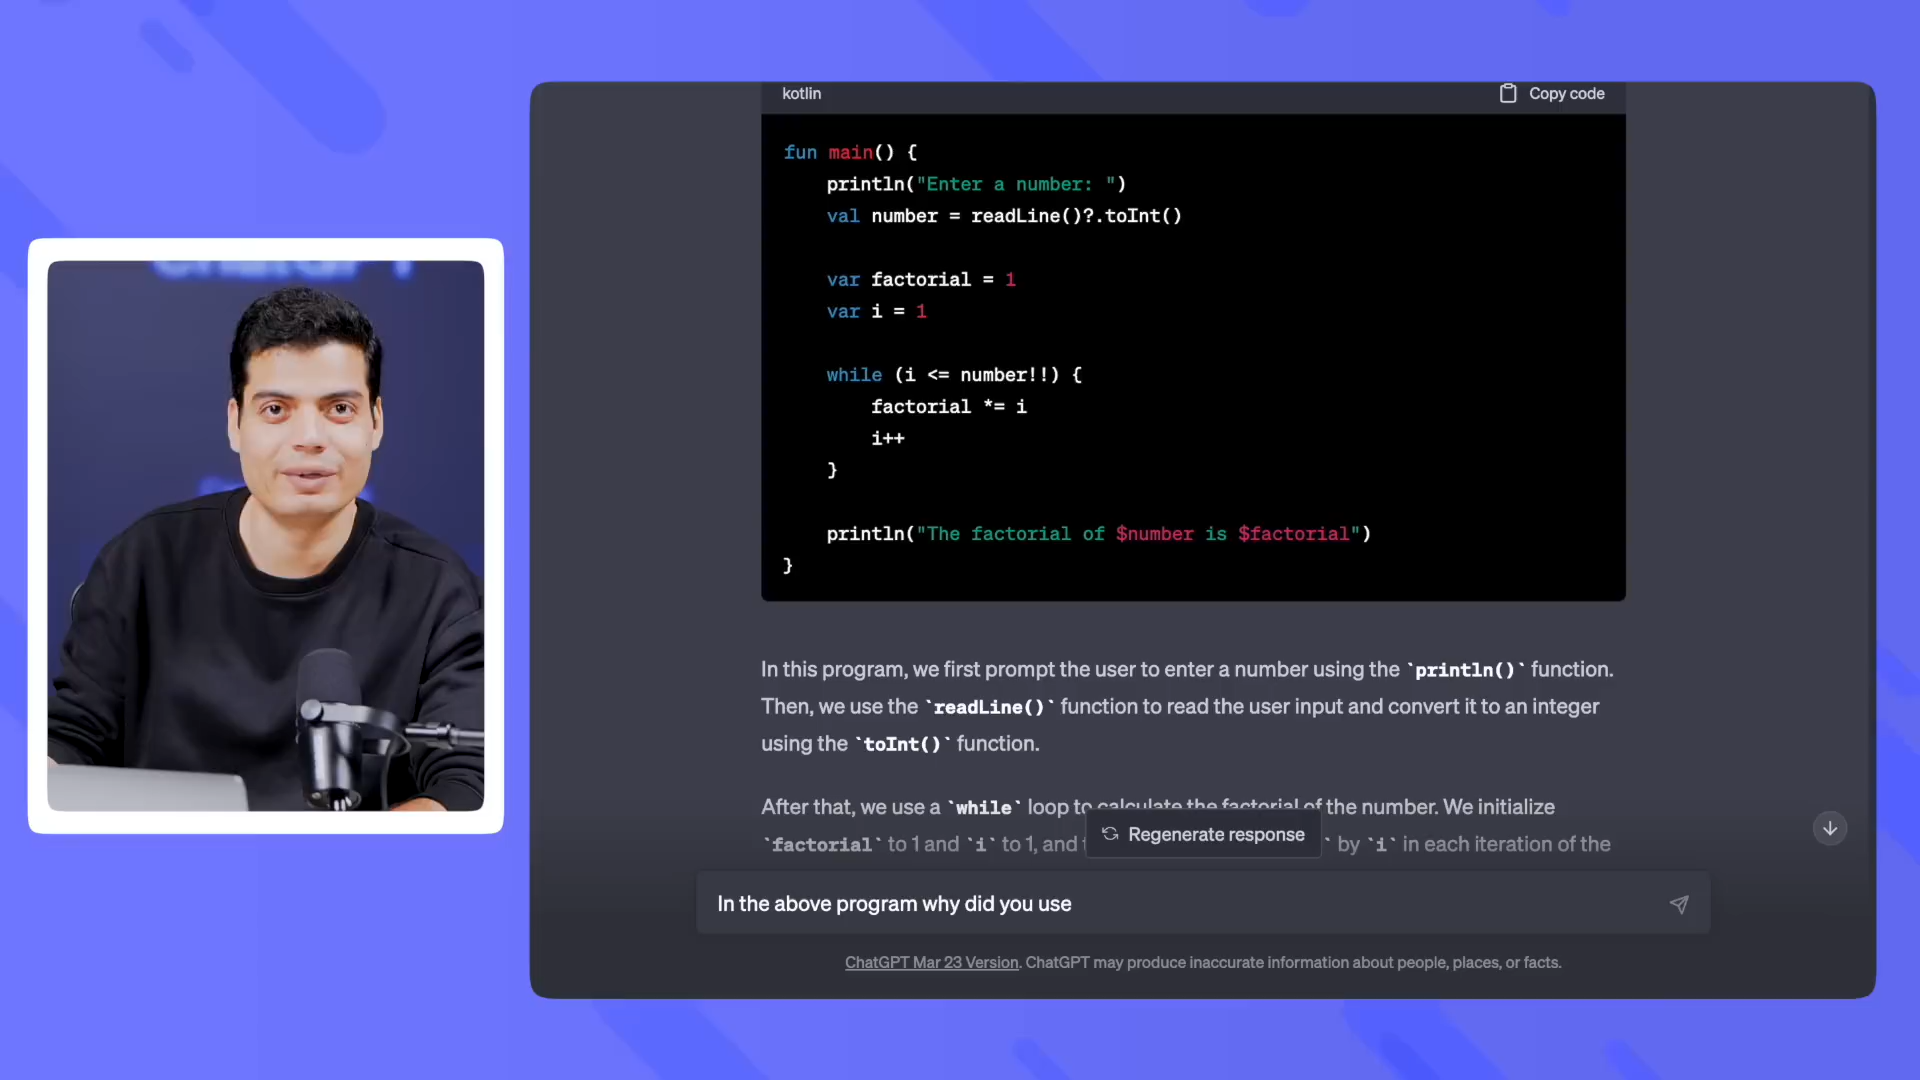 ChatGPT
kotlin
Copy code
fun main() {
println("Enter a number: ")
val number = readLine()?.toInt()
var factorial = 1
var i = 1
while (i <= number!!) {
factorial *= i
i++
}
println("The factorial of $number is $factorial")
}
In this program, we first prompt the user to enter a number using the `println()` function.
Then, we use the `readLine()` function to read the user input and convert it to an integer
using the `toInt()` function.
After that, we use a `while` loop to calculate the factorial of the number. We initialize
`factorial` to 1 and `i` to 1, and ` by `i` in each iteration of the
Regenerate response
In the above program why did you use
ChatGPT Mar 23 Version. ChatGPT may produce inaccurate information about people, places, or facts.